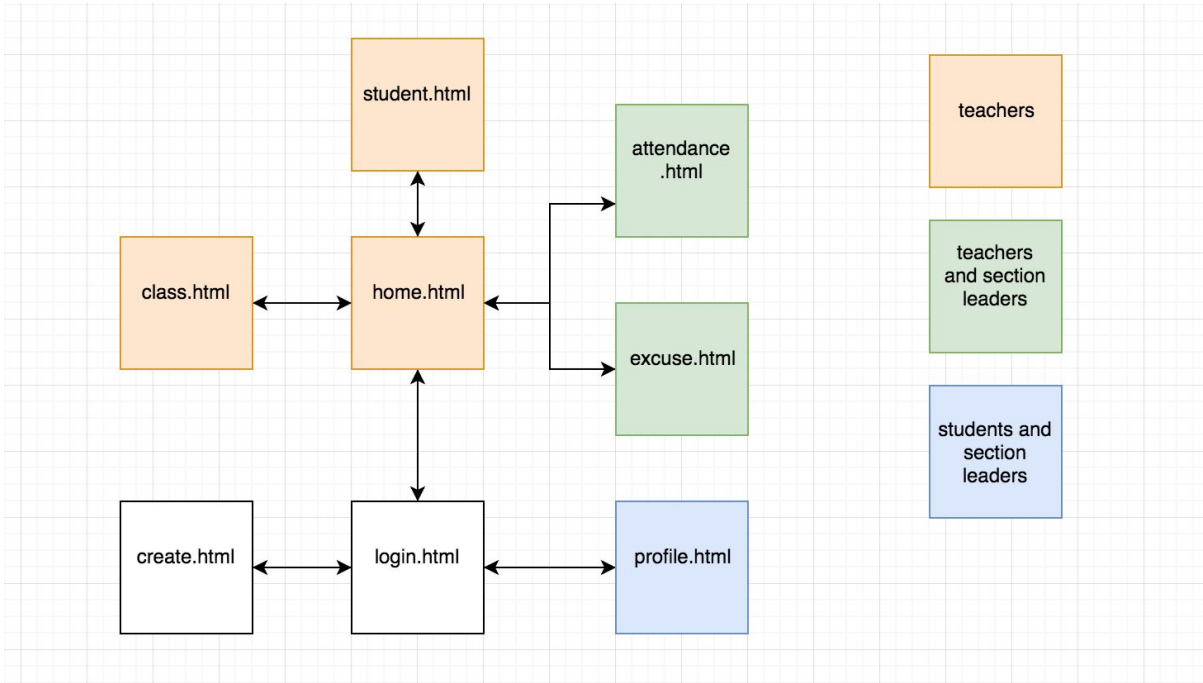 student.html
attendance
.html
class.html
home.html
excuse.html
create.html
login.html
profile.html
teachers
teachers
and section
leaders
students and
section
leaders